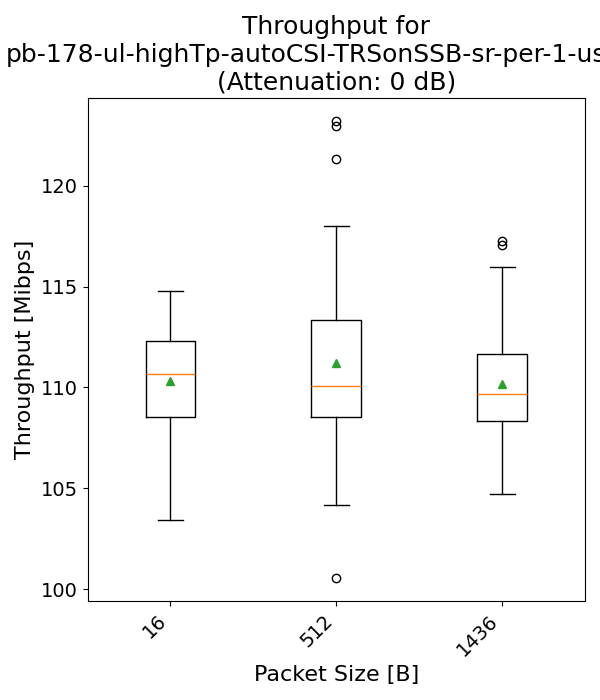 Throughput for
pb-178-ul-highTp-autoCSI-TRSonSSB-sr-per-1-us
(Attenuation: 0 dB)
120
115
110
105
100
Throughput [Mibps]
16
512
1436
Packet Size [B]